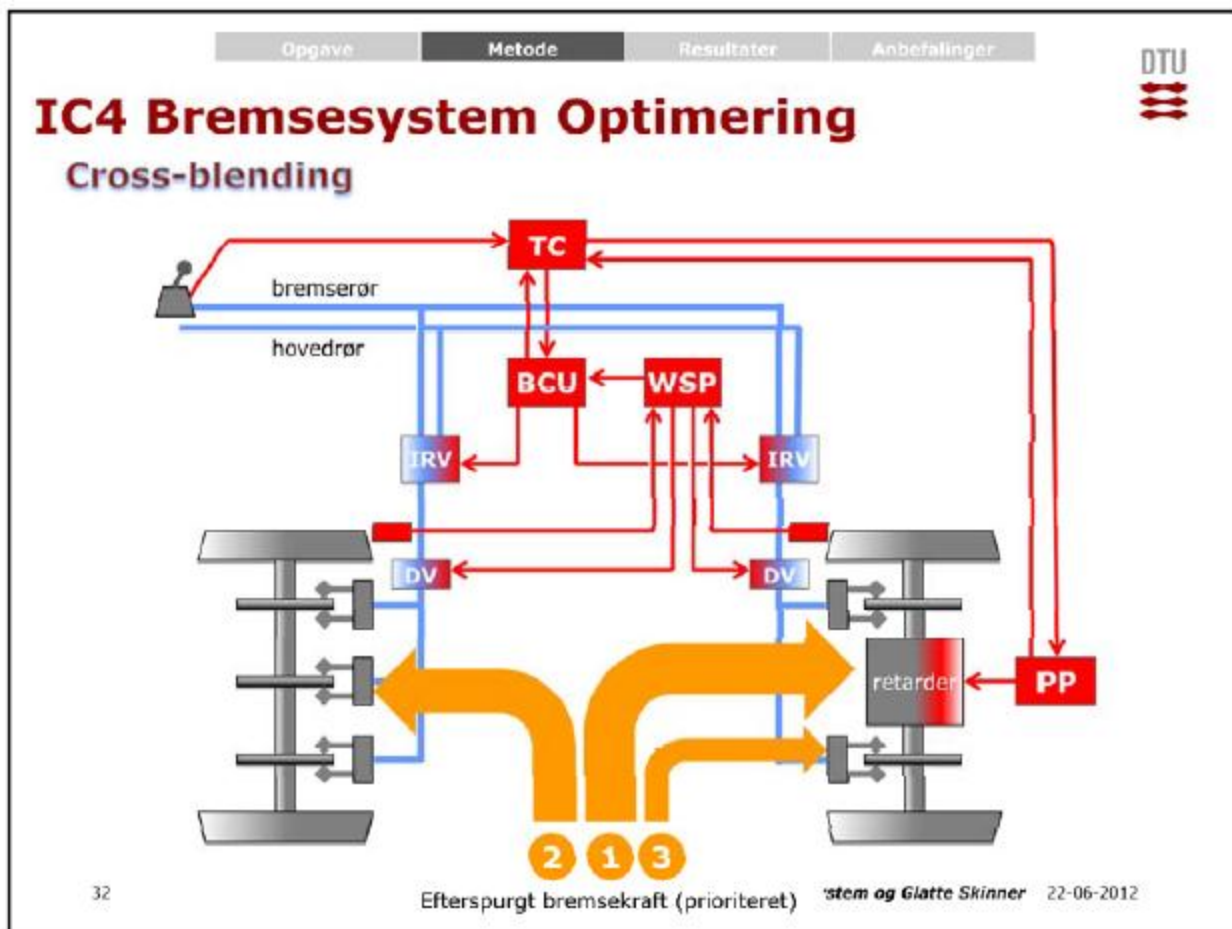 Opgave Metode Resultater Anbefalinger
DTU
IC4 Bremsesystem Optimering
Cross-blending
TC
bremserør
hovedrør
BCU WSP
IRV IRV
DV DV
retarder PP
2 1 3
Efterspurgt bremsekraft (prioriteret)
32 stem og Glatte Skinner 22-06-2012